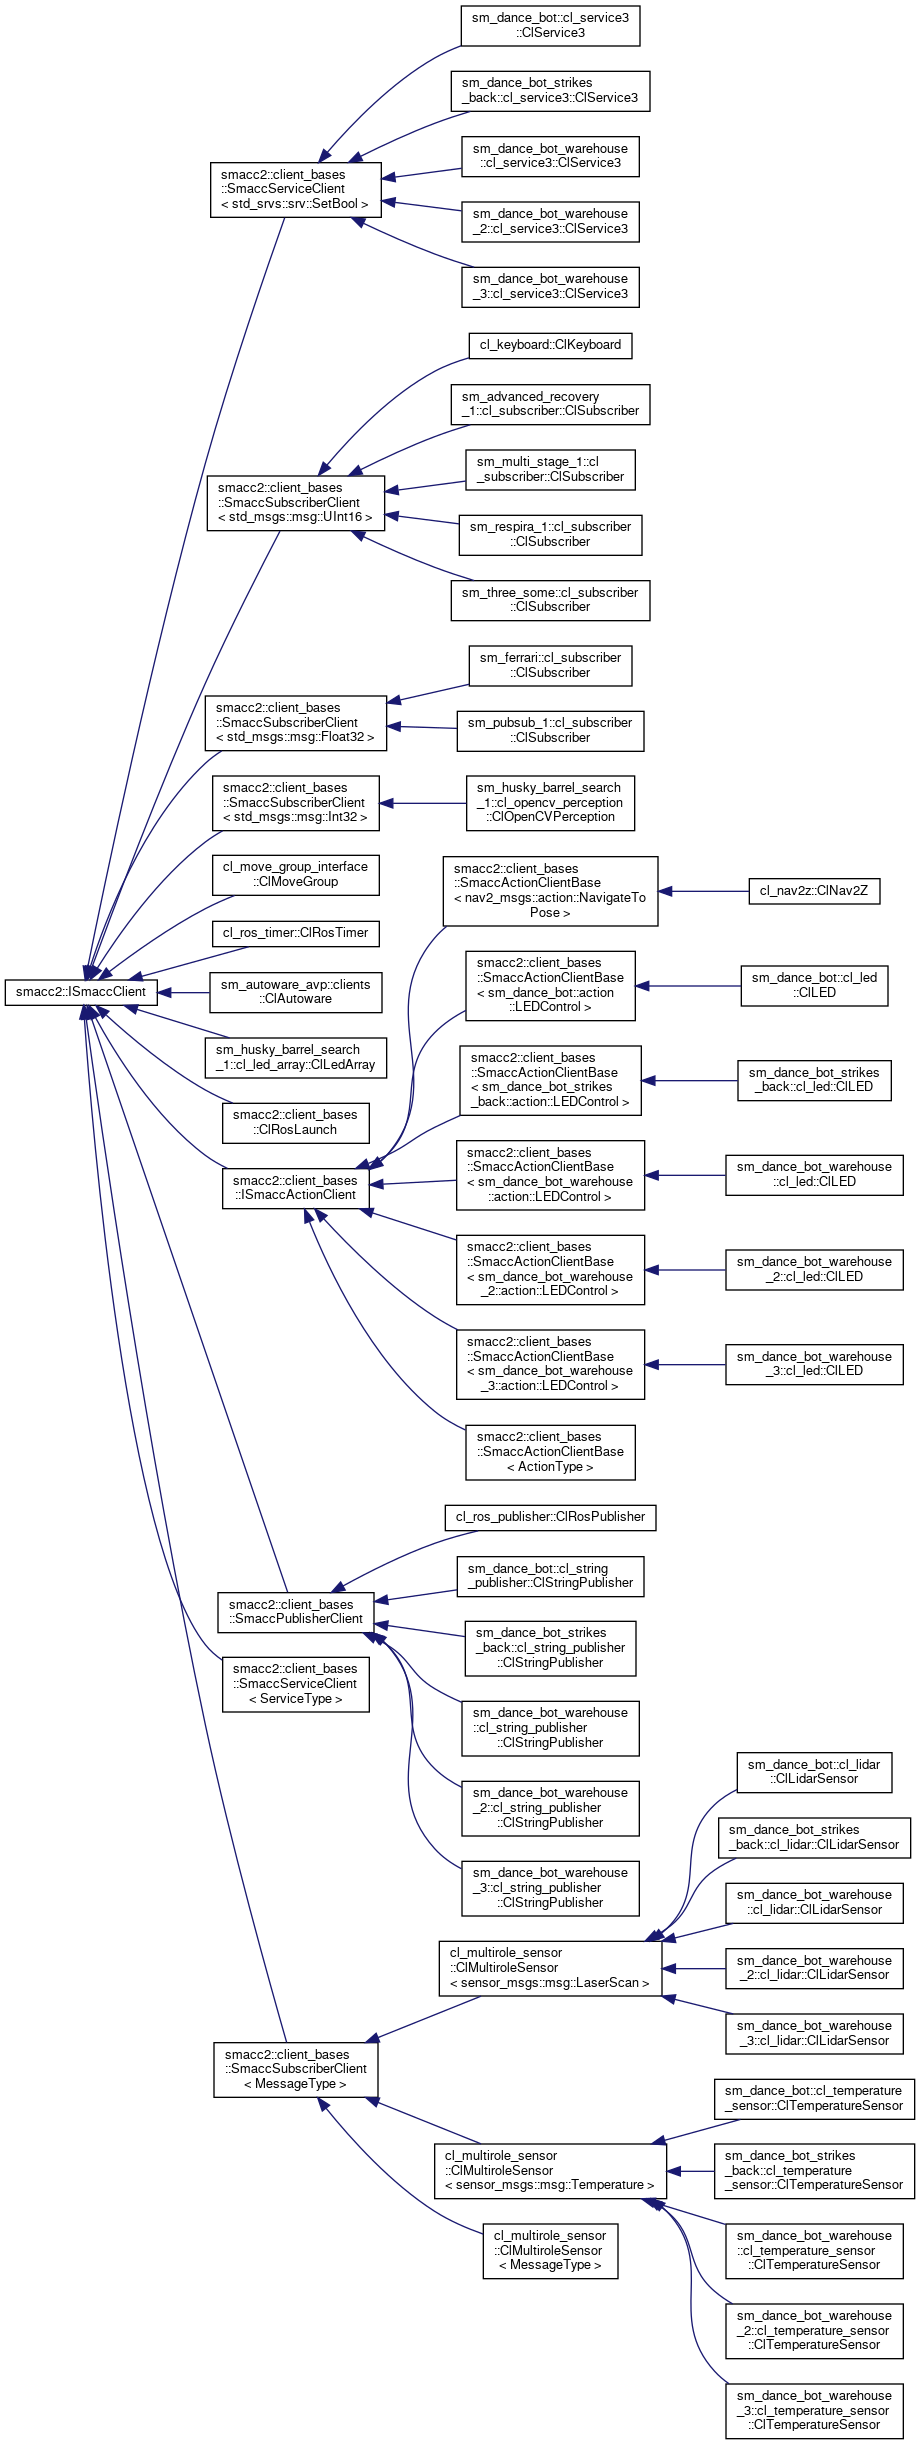 sm_dance_bot::cl_service3
::ClService3
sm_dance_bot_strikes
_back::cl_service3::ClService3
sm_dance_bot_warehouse
::cl_service3::ClService3
smacc2::client_bases
::SmaccServiceClient
< std_srvs::srv::SetBool >
sm_dance_bot_warehouse
_2::cl_service3::ClService3
sm_dance_bot_warehouse
_3::cl_service3::ClService3
cl_keyboard::ClKeyboard
sm_advanced_recovery
_1::cl_subscriber::ClSubscriber
sm_multi_stage_1::cl
_subscriber::ClSubscriber
smacc2::client_bases
::SmaccSubscriberClient
< std_msgs::msg::UInt16 >
sm_respira_1::cl_subscriber
::ClSubscriber
sm_three_some::cl_subscriber
::ClSubscriber
sm_ferrari::cl_subscriber
::ClSubscriber
smacc2::client_bases
::SmaccSubscriberClient
< std_msgs::msg::Float32 >
sm_pubsub_1::cl_subscriber
::ClSubscriber
smacc2::client_bases
::SmaccSubscriberClient
< std_msgs::msg::Int32 >
sm_husky_barrel_search
_1::cl_opencv_perception
::ClOpenCVPerception
cl_move_group_interface
::ClMoveGroup
smacc2::client_bases
::SmaccActionClientBase
< nav2_msgs::action::NavigateTo
Pose >
cl_nav2z::ClNav2Z
cl_ros_timer::ClRosTimer
smacc2::ISmaccClient
sm_autoware_avp::clients
::ClAutoware
smacc2::client_bases
::SmaccActionClientBase
< sm_dance_bot::action
::LEDControl >
sm_dance_bot::cl_led
::ClLED
sm_husky_barrel_search
_1::cl_led_array::ClLedArray
smacc2::client_bases
::SmaccActionClientBase
< sm_dance_bot_strikes
_back::action::LEDControl >
sm_dance_bot_strikes
_back::cl_led::ClLED
smacc2::client_bases
::ClRosLaunch
smacc2::client_bases
::ISmaccActionClient
smacc2::client_bases
::SmaccActionClientBase
< sm_dance_bot_warehouse
::action::LEDControl >
sm_dance_bot_warehouse
::cl_led::ClLED
smacc2::client_bases
::SmaccActionClientBase
< sm_dance_bot_warehouse
_2::action::LEDControl >
sm_dance_bot_warehouse
_2::cl_led::ClLED
smacc2::client_bases
::SmaccActionClientBase
< sm_dance_bot_warehouse
_3::action::LEDControl >
sm_dance_bot_warehouse
_3::cl_led::ClLED
smacc2::client_bases
::SmaccActionClientBase
< ActionType >
cl_ros_publisher::ClRosPublisher
sm_dance_bot::cl_string
_publisher::ClStringPublisher
smacc2::client_bases
::SmaccPublisherClient
sm_dance_bot_strikes
_back::cl_string_publisher
::ClStringPublisher
smacc2::client_bases
::SmaccServiceClient
< ServiceType >
sm_dance_bot_warehouse
::cl_string_publisher
::ClStringPublisher
sm_dance_bot_warehouse
_2::cl_string_publisher
::ClStringPublisher
sm_dance_bot_warehouse
_3::cl_string_publisher
::ClStringPublisher
sm_dance_bot::cl_lidar
::ClLidarSensor
sm_dance_bot_strikes
_back::cl_lidar::ClLidarSensor
sm_dance_bot_warehouse
::cl_lidar::ClLidarSensor
cl_multirole_sensor
::ClMultiroleSensor
< sensor_msgs::msg::LaserScan >
sm_dance_bot_warehouse
_2::cl_lidar::ClLidarSensor
sm_dance_bot_warehouse
_3::cl_lidar::ClLidarSensor
smacc2::client_bases
::SmaccSubscriberClient
< MessageType >
sm_dance_bot::cl_temperature
_sensor::ClTemperatureSensor
cl_multirole_sensor
::ClMultiroleSensor
< sensor_msgs::msg::Temperature >
sm_dance_bot_strikes
_back::cl_temperature
_sensor::ClTemperatureSensor
cl_multirole_sensor
::ClMultiroleSensor
< MessageType >
sm_dance_bot_warehouse
::cl_temperature_sensor
::ClTemperatureSensor
sm_dance_bot_warehouse
_2::cl_temperature_sensor
::ClTemperatureSensor
sm_dance_bot_warehouse
_3::cl_temperature_sensor
::ClTemperatureSensor